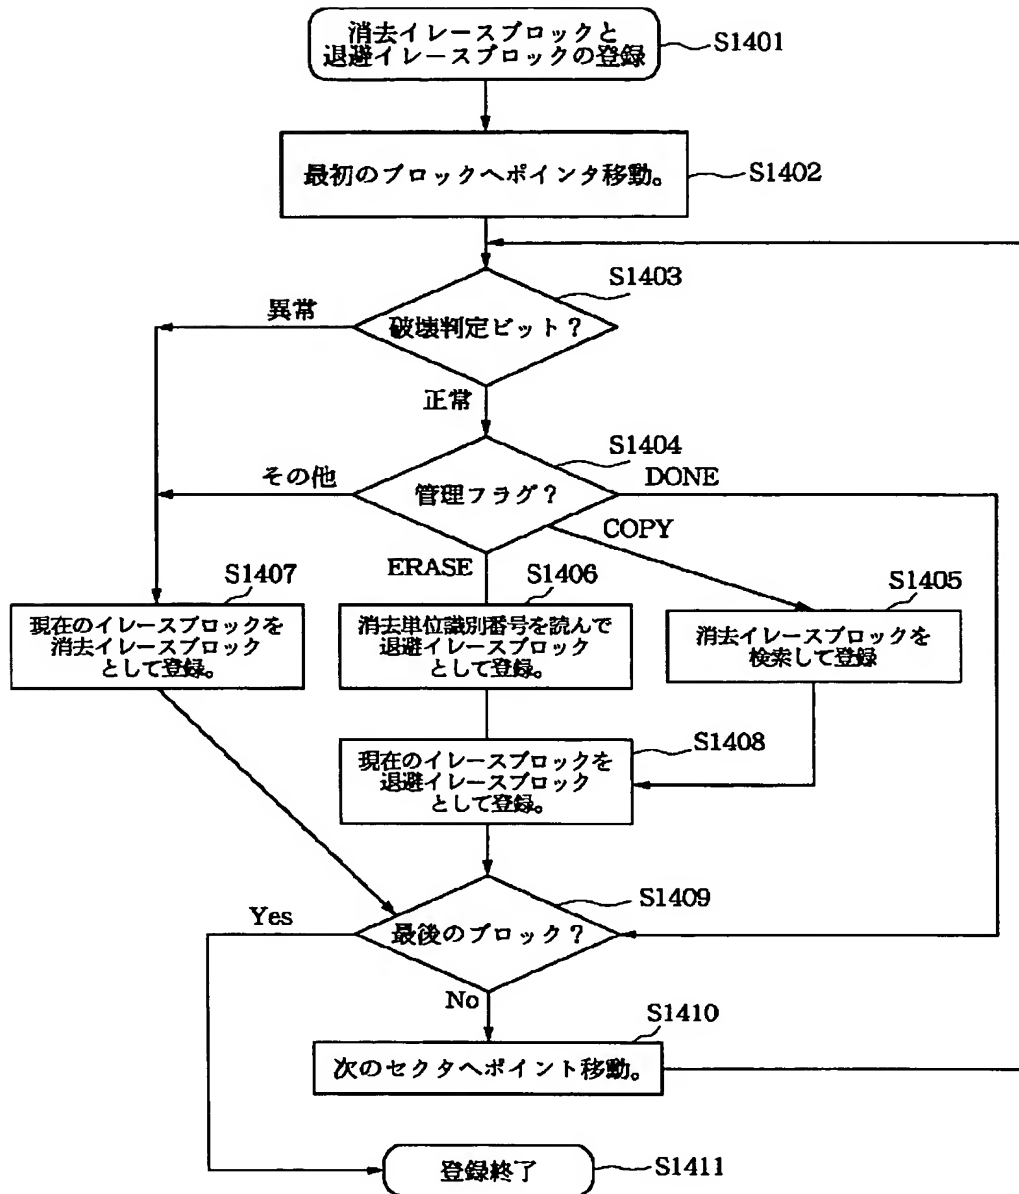 消去イレースブロックと
退避イレースブロックの登録
S1401
最初のブロックへポインタ移動。
S1402
S1403
異常
破壊判定ビット？
正常
S1404
その他
DONE
管理フラグ？
COPY
ERASE
S1407
S1406
S1405
現在のイレースブロックを
消去イレースブロック
として登録。
消去単位識別番号を読んで
退避イレースブロック
として登録。
消去イレースブロックを
検索して登録
S1408
現在のイレースブロックを
退避イレースブロック
として登録。
S1409
Yes
最後のブロック？
No
S1410
次のセクタへポイント移動。
登録終了
S1411